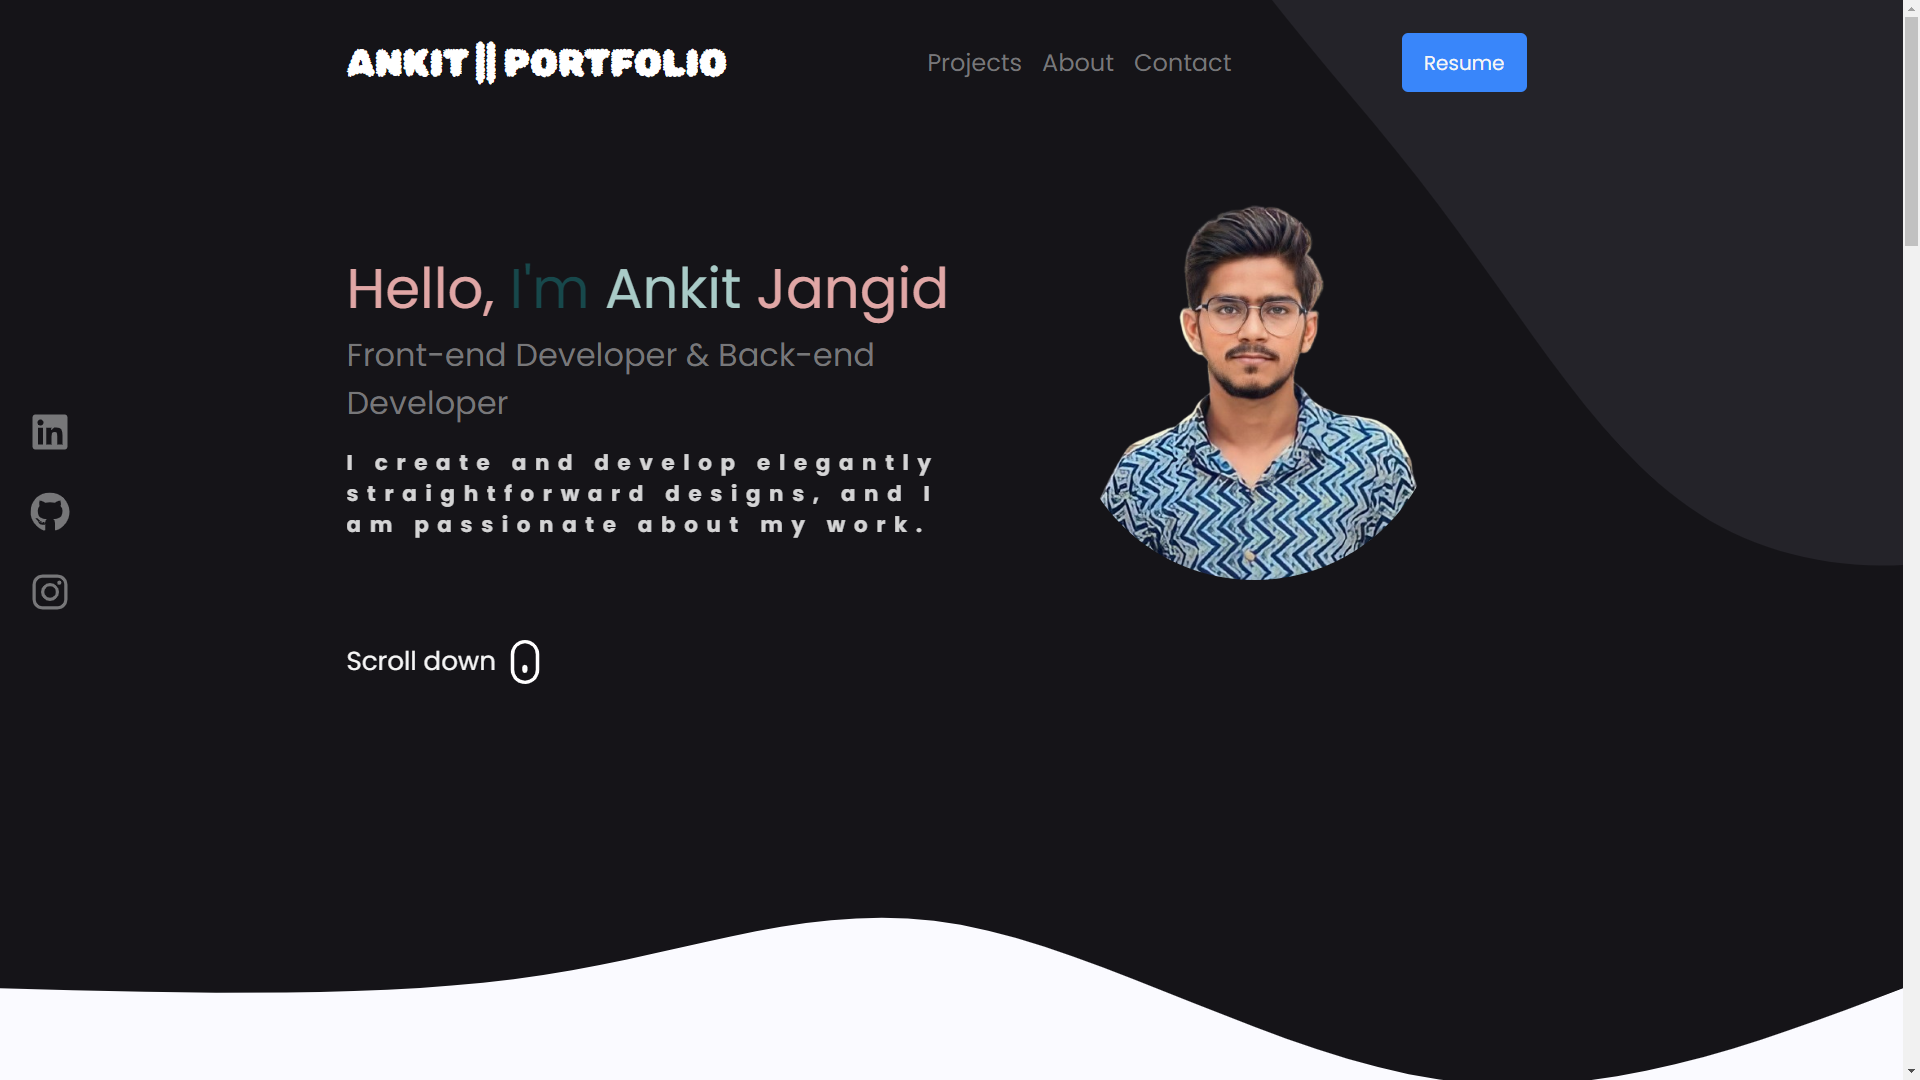 ANKIT || PORTFOLIO
Projects About Contact
Resume
Hello, I'm Ankit Jangid
Front-end Developer & Back-end
Developer
I create and develop elegantly
straightforward designs, and I
am passionate about my work.
in
Scroll down